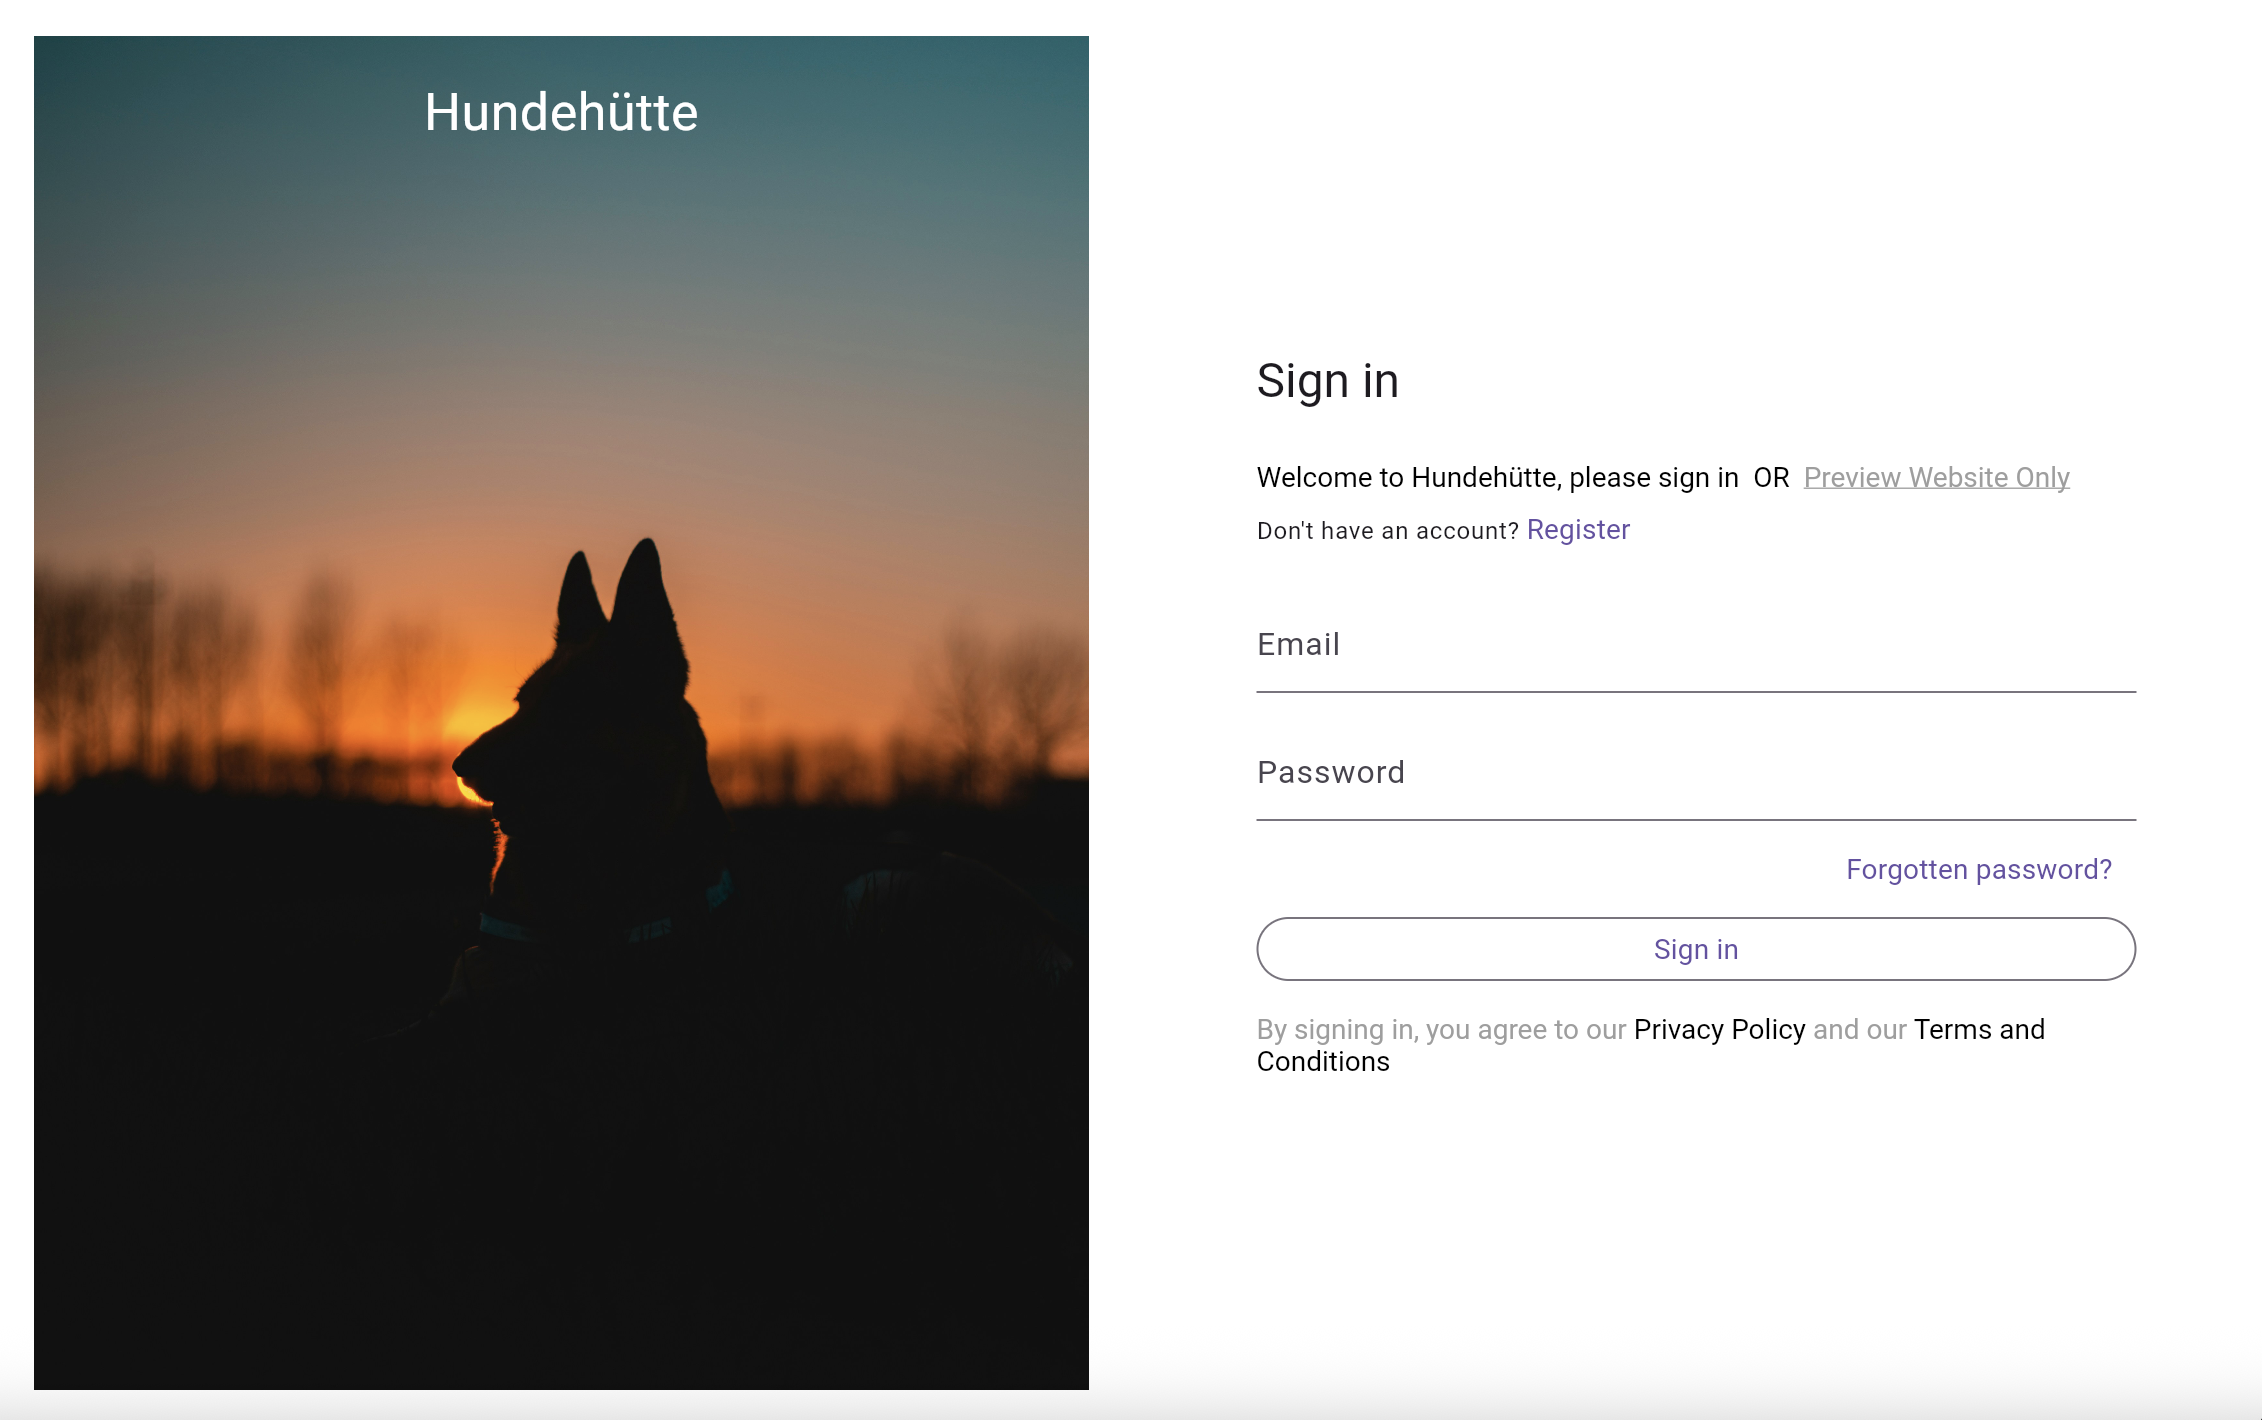 Hundehütte
Sign in
Welcome to Hundehütte, please sign in OR Preview Website Only
Don't have an account? Register
Email
Password
Forgotten password?
Sign in
By signing in, you agree to our Privacy Policy and our Terms and
Conditions